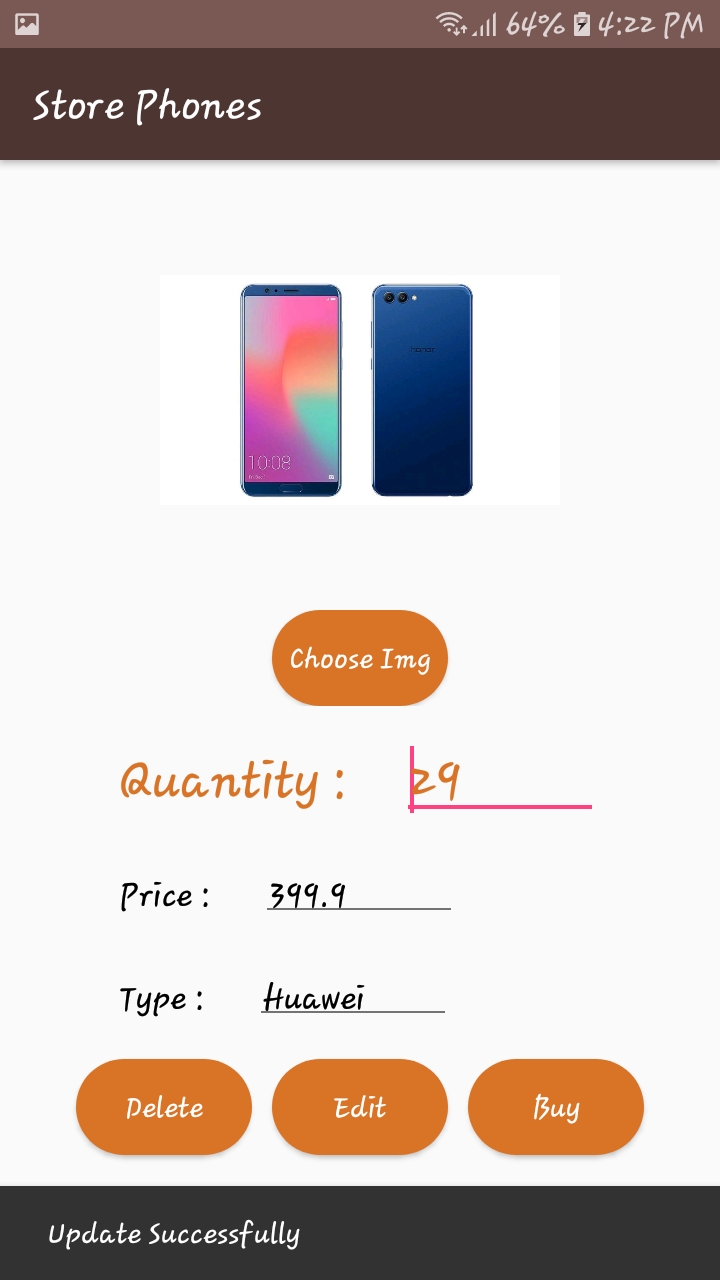 64% 4:22 PM
Store Phones
honor
10:08
Choose Img
Quantity : 29
Price : 399.9
Type : Huawei
Delete Edit Buy
Update Successfully